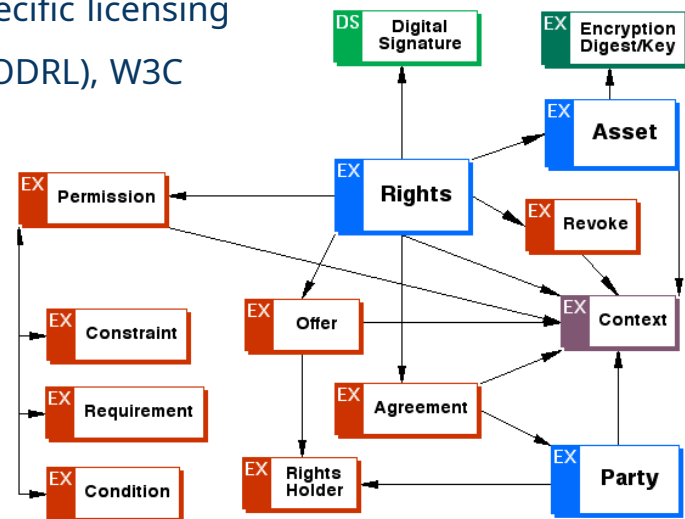 ecific licensing
ODRL), W3C
DS
Digital
Signature
EX
Encryption
Digest/Key
EX
Asset
EX
Permission
EX
Rights
EX
Revoke
EX
Offer
EX
Context
EX
Constraint
EX
Agreement
EX
Requirement
EX
Rights
Holder
EX
Party
EX
Condition